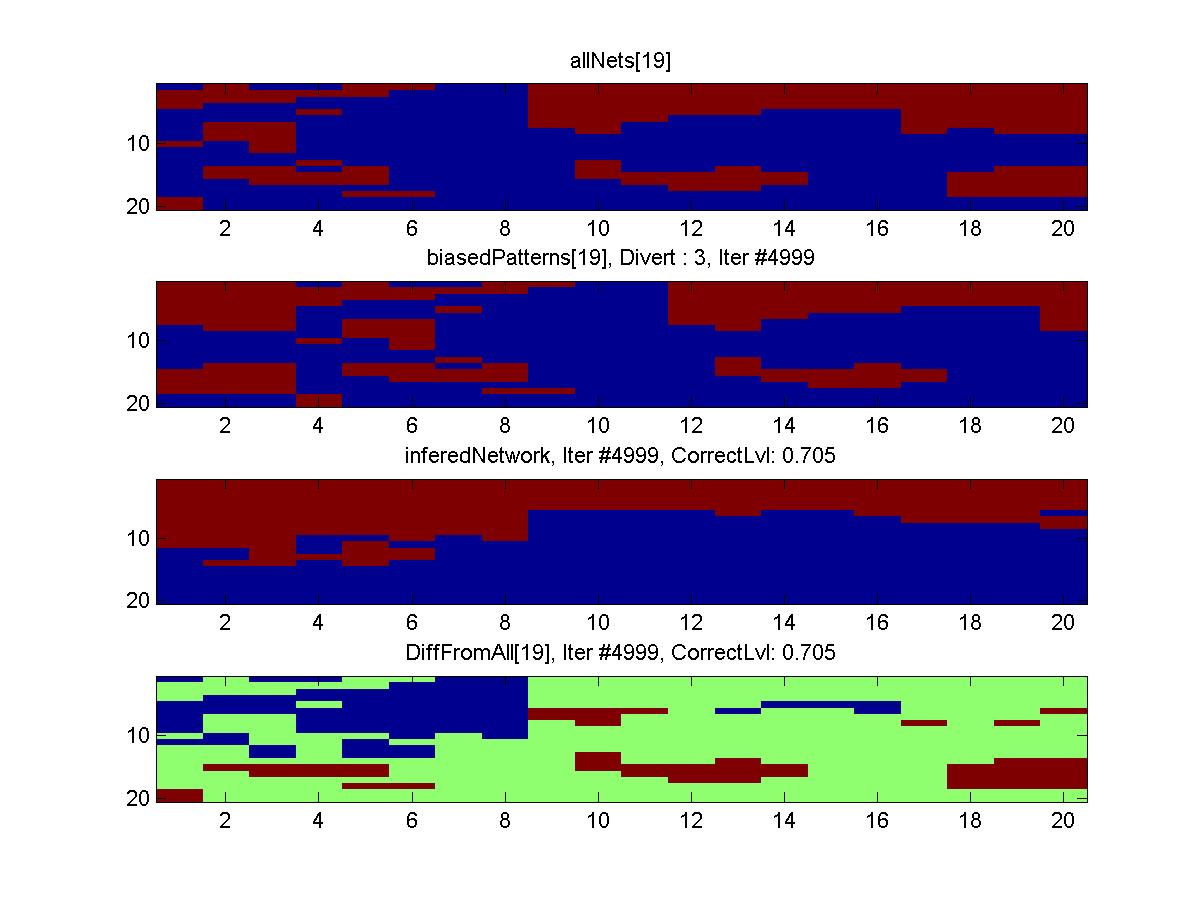 allNets[19]
10
20
2 4 6 8 10 12 14 16 18 20
biasedPatterns[19], Divert : 3, Iter #4999
10
20
2 4 6 8 10 12 14 16 18 20
inferedNetwork, Iter #4999, CorrectLvl: 0.705
10
20
2 4 6 8 10 12 14 16 18 20
DiffFromAll[19], Iter #4999, CorrectLvl: 0.705
10
20
2 4 6 8 10 12 14 16 18 20